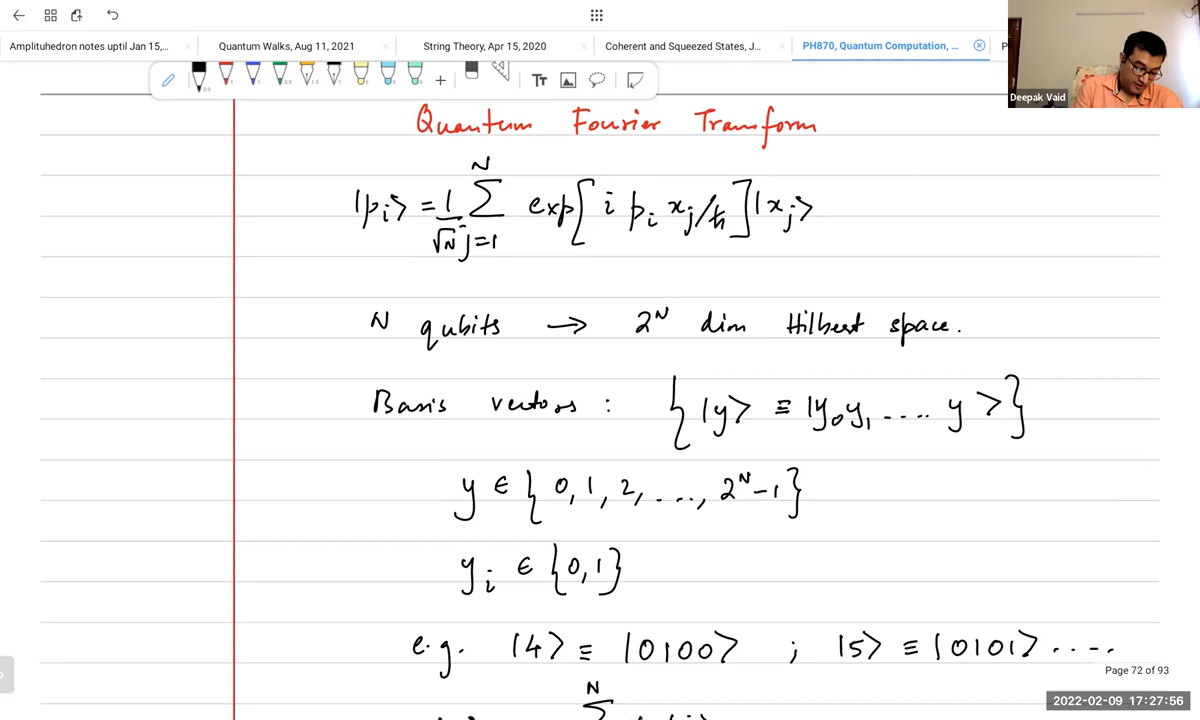 Amplituhedron notes uptil Jan 15,... Quantum Walks, Aug 11, 2021 String Theory, Apr 15, 2020 Coherent and Squeezed States, J... PH870, Quantum Computation, ... P
Tт
Deepak Vaid
Quantum Fourier Transform
|pᵢ> = 1/√N ∑_{j=1}^{N} exp[i pᵢ xⱼ/ħ] |xⱼ>
N qubits → 2ᴺ dim Hilbert space.
Basis vectors : {|y> ≡ |y₀y₁ ..... y >}
y ∈ {0, 1, 2, ...., 2ᴺ-1}
yᵢ ∈ {0,1}
e.g. |4> ≡ |0100> ; |5> ≡ |0101> .....
Page 72 of 93
2022-02-09 17:27:56
N